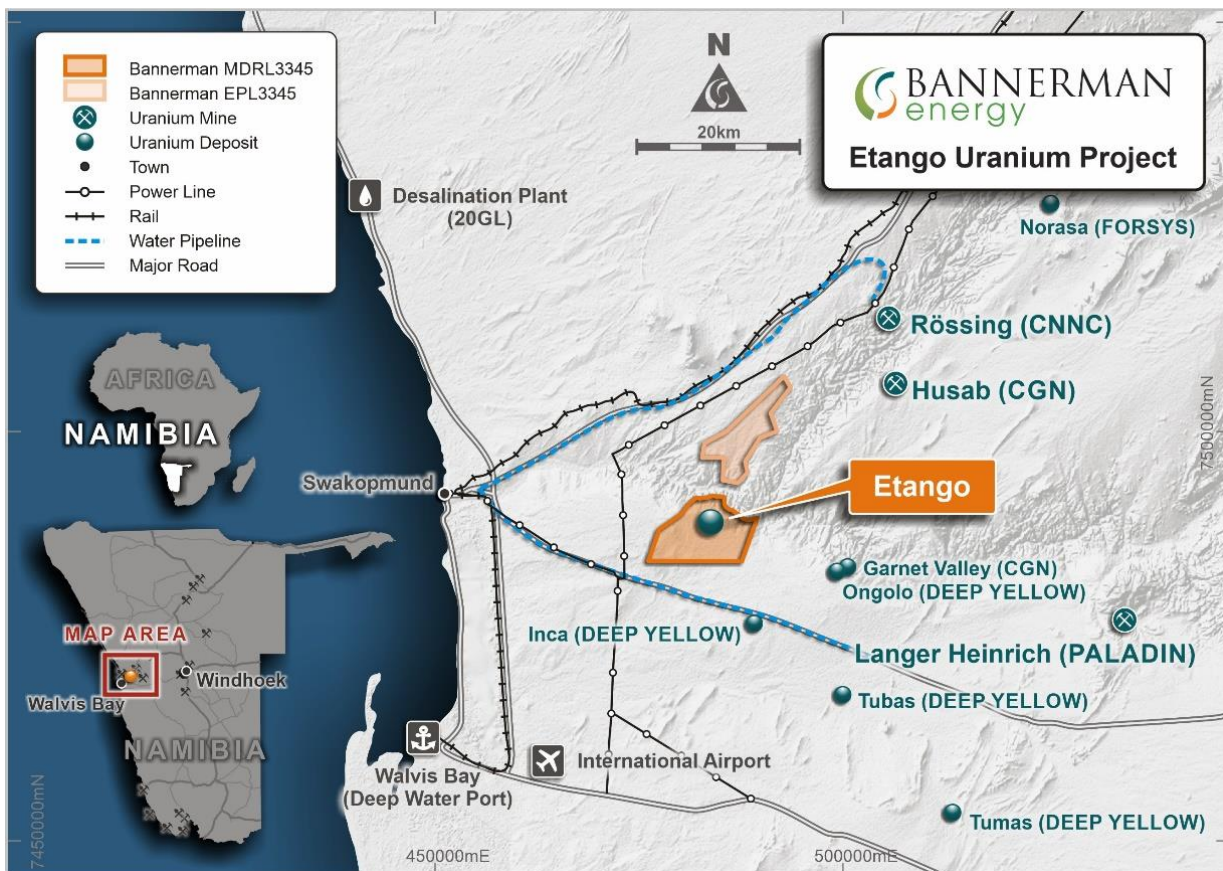 Bannerman MDRL3345
Bannerman EPL3345
Uranium Mine
Uranium Deposit
Town
Power Line
Rail
Water Pipeline
Major Road
N
20km
BANNERMAN
energy
Etango Uranium Project
Desalination Plant
(20GL)
Norasa (FORSYS)
Rössing (CNNC)
Husab (CGN)
AFRICA
NAMIBIA
7500000mN
Swakopmund
Etango
Garnet Valley (CGN)
Ongolo (DEEP YELLOW)
Inca (DEEP YELLOW)
Langer Heinrich (PALADIN)
MAP AREA
Windhoek
Walvis Bay
NAMIBIA
Tubas (DEEP YELLOW)
Walvis Bay
(Deep Water Port)
International Airport
Tumas (DEEP YELLOW)
7450000mN
450000mE
500000mE